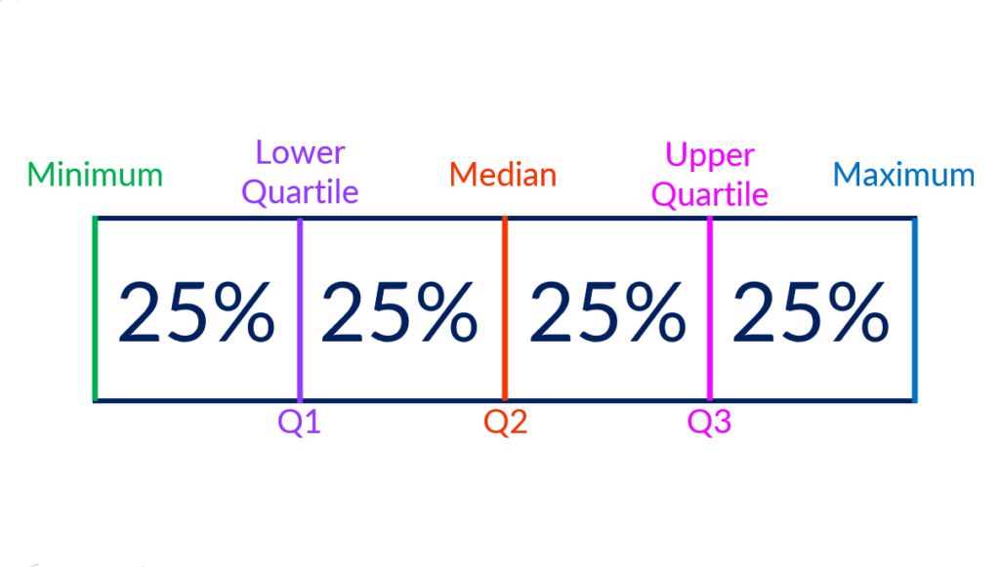 Minimum
Lower
Quartile
Median
Upper
Quartile
Maximum
25% 25% 25% 25%
Q1 Q2 Q3